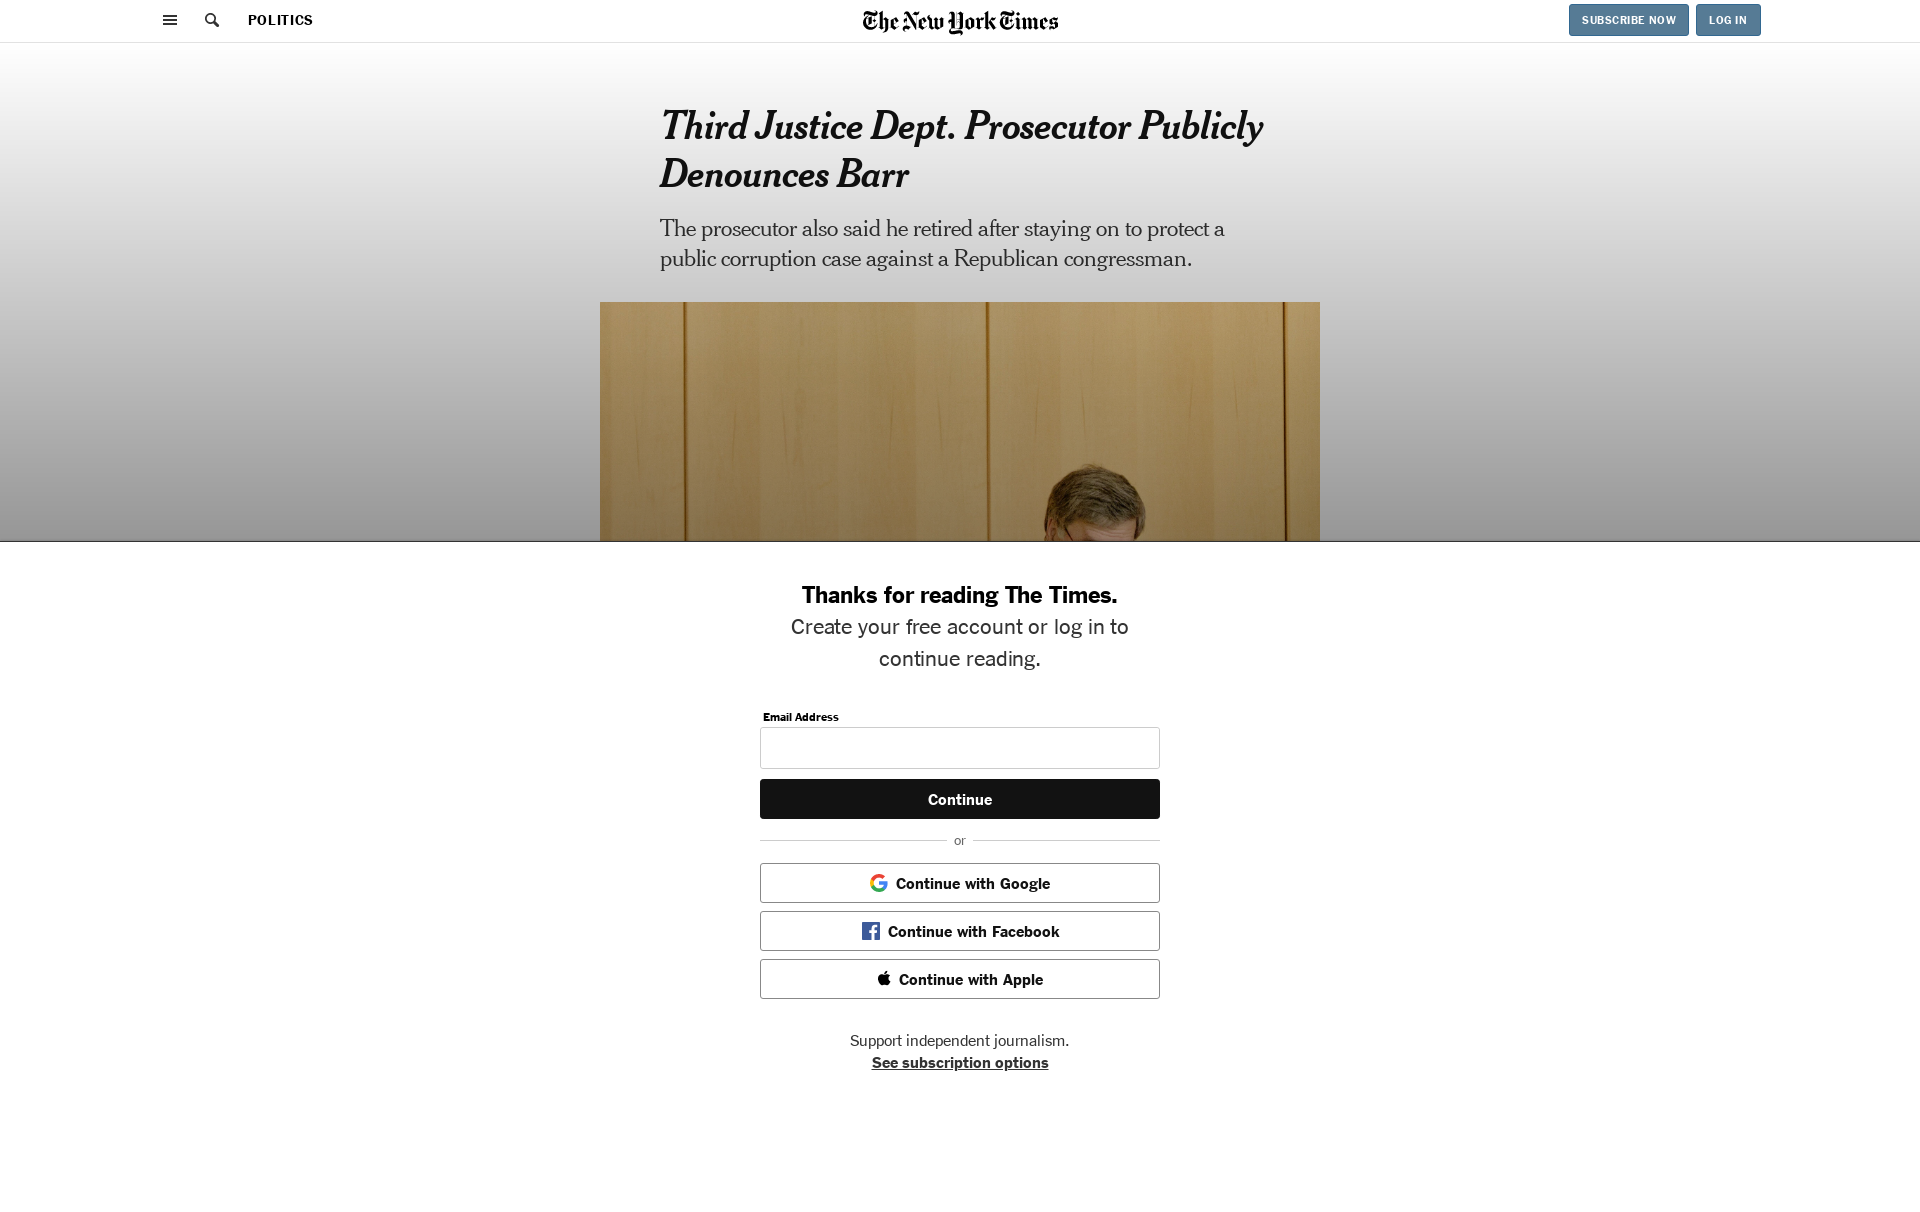 POLITICS
The New York Times
SUBSCRIBE NOW
LOG IN
Third Justice Dept. Prosecutor Publicly
Denounces Barr
The prosecutor also said he retired after staying on to protect a
public corruption case against a Republican congressman.
Thanks for reading The Times.
Create your free account or log in to
continue reading.
Email Address
Continue
or
Continue with Google
Continue with Facebook
Continue with Apple
Support independent journalism.
See subscription options